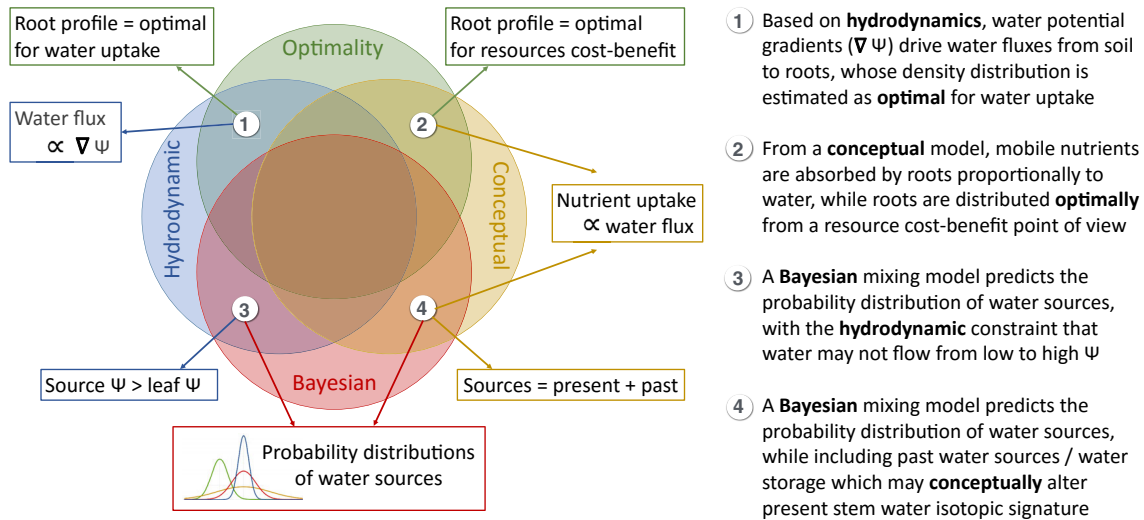 Root profile = optimal
for water uptake
Root profile = optimal
for resources cost-benefit
Optimality
Water flux
∝ ∇ Ψ
1
2
Hydrodynamic
Conceptual
Nutrient uptake
∝ water flux
3
4
Source Ψ > leaf Ψ
Bayesian
Sources = present + past
Probability distributions
of water sources
1 Based on hydrodynamics, water potential
gradients (∇ Ψ) drive water fluxes from soil
to roots, whose density distribution is
estimated as optimal for water uptake
2 From a conceptual model, mobile nutrients
are absorbed by roots proportionally to
water, while roots are distributed optimally
from a resource cost-benefit point of view
3 A Bayesian mixing model predicts the
probability distribution of water sources,
with the hydrodynamic constraint that
water may not flow from low to high Ψ
4 A Bayesian mixing model predicts the
probability distribution of water sources,
while including past water sources / water
storage which may conceptually alter
present stem water isotopic signature